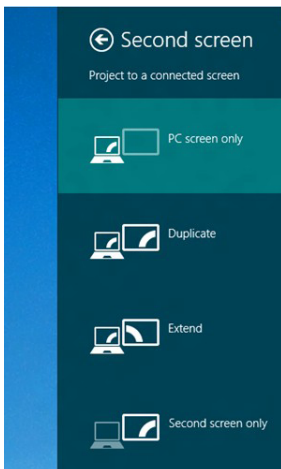 Second screen
Project to a connected screen
PC screen only
Duplicate
Extend
Second screen only